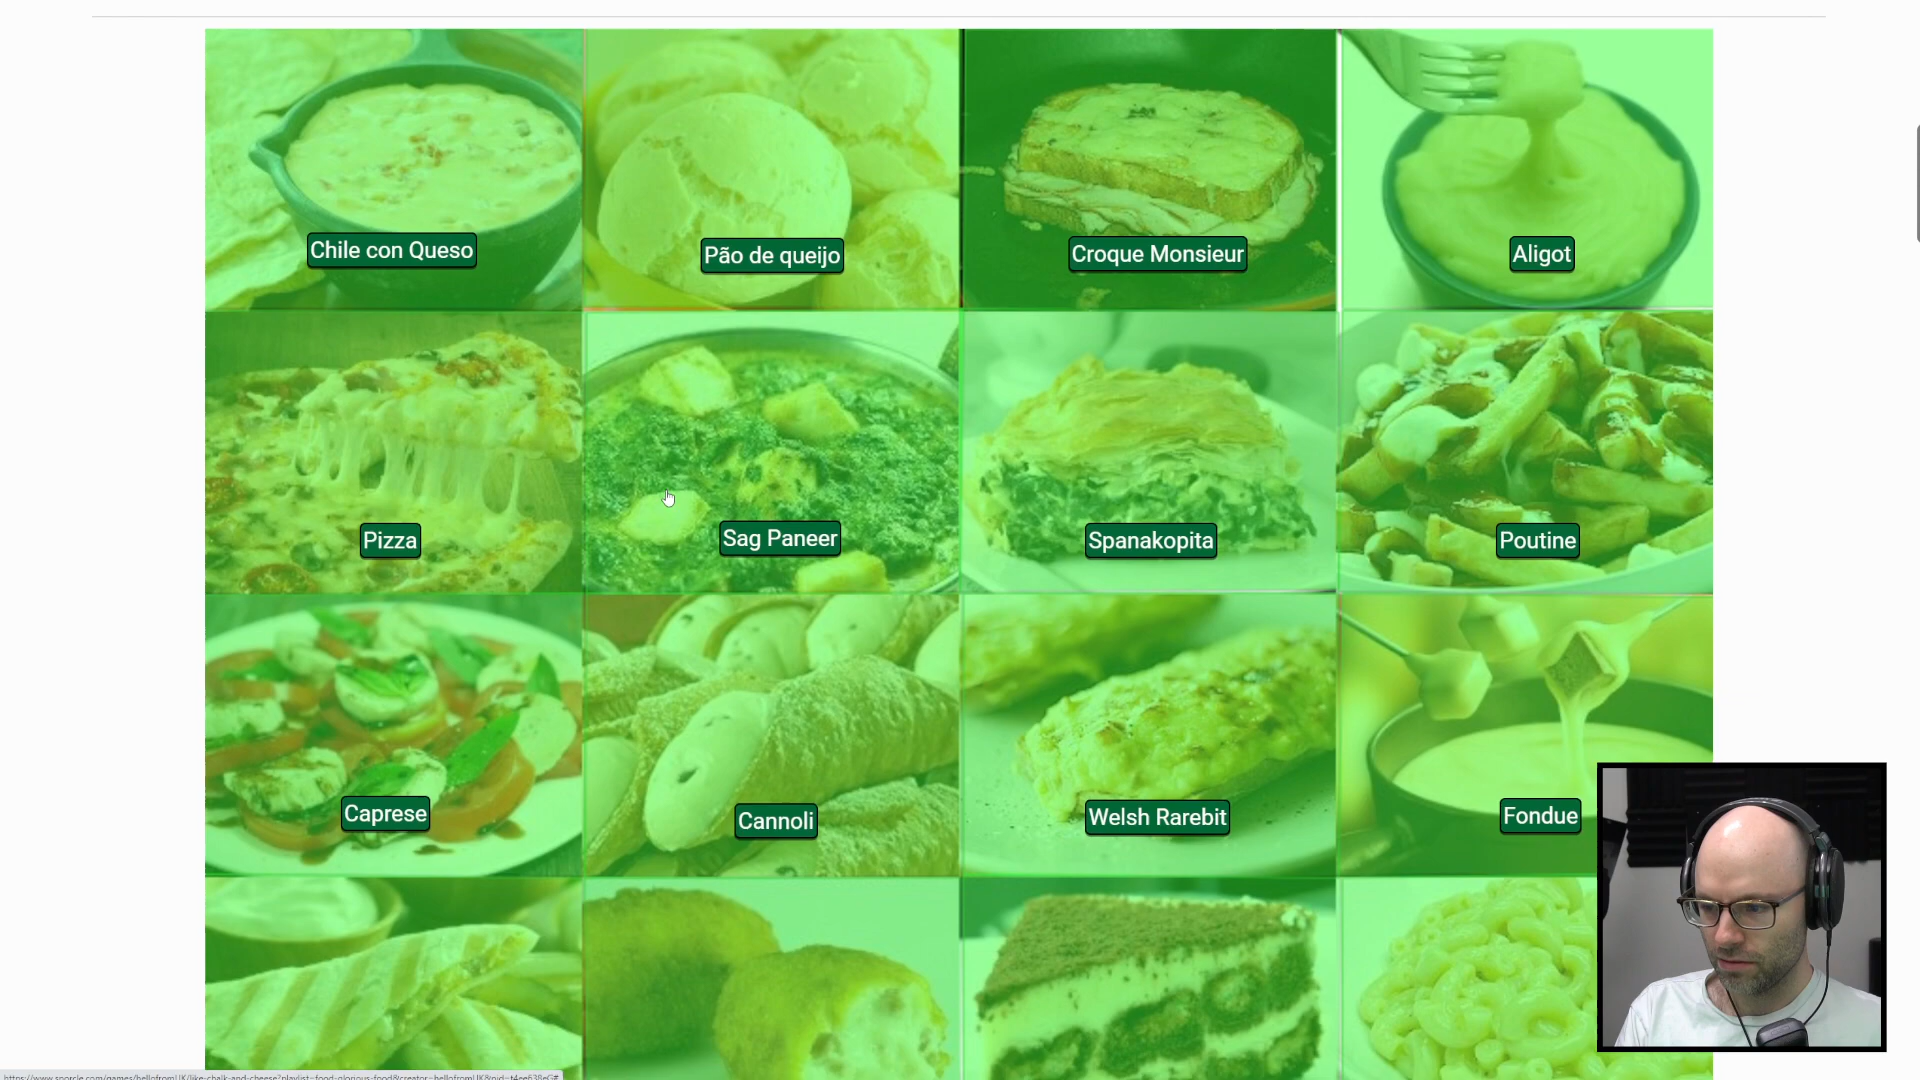 Chile con Queso
Pão de queijo
Croque Monsieur
Aligot
Pizza
Sag Paneer
Spanakopita
Poutine
Caprese
Cannoli
Welsh Rarebit
Fondue